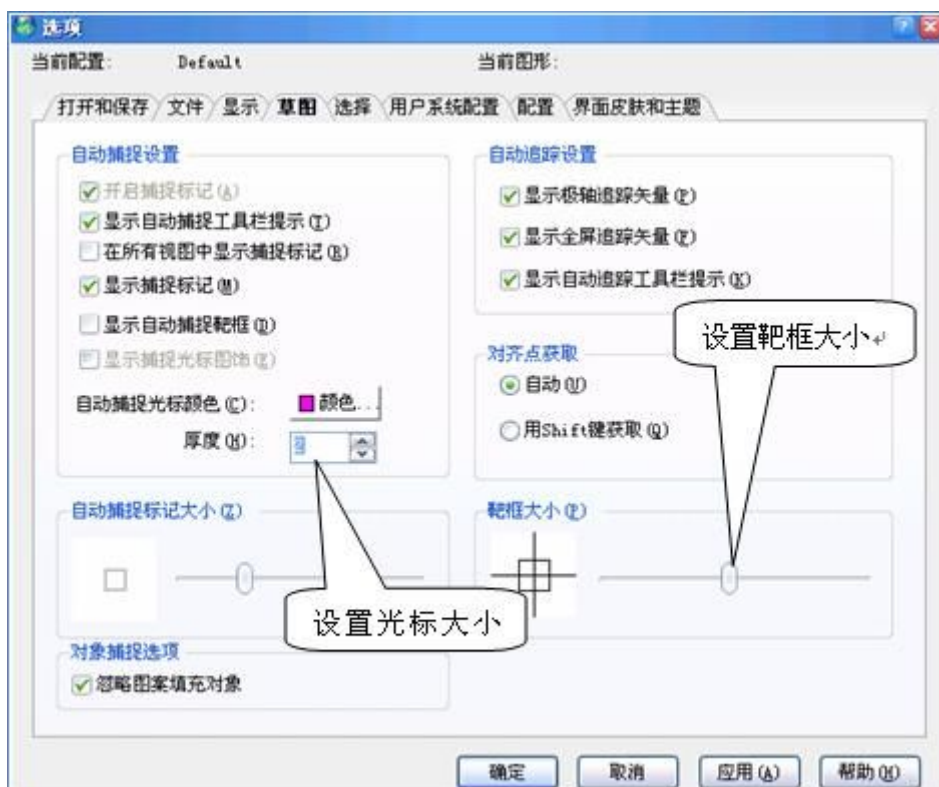 选项
当前配置: Default 当前图形:
打开和保存 文件 显示 草图 选择 用户系统配置 配置 界面皮肤和主题
自动捕捉设置
开启捕捉标记(A)
显示自动捕捉工具栏提示(T)
在所有视图中显示捕捉标记(R)
显示捕捉标记(M)
显示自动捕捉靶框(D)
显示捕捉光标图饰(E)
自动捕捉光标颜色(C): 颜色...
厚度(H): 2
自动追踪设置
显示极轴追踪矢量(P)
显示全屏追踪矢量(F)
显示自动追踪工具栏提示(K)
设置靶框大小
对齐点获取
自动(U)
用Shift键获取(Q)
自动捕捉标记大小(Z)
靶框大小(P)
设置光标大小
对象捕捉选项
忽略图案填充对象
确定 取消 应用(A) 帮助(H)